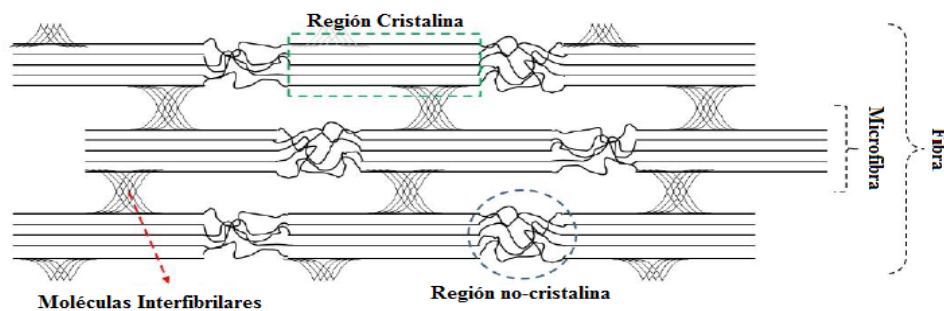 Región Cristalina
Microfibra
Fibra
Moléculas Interfibrilares
Región no-cristalina